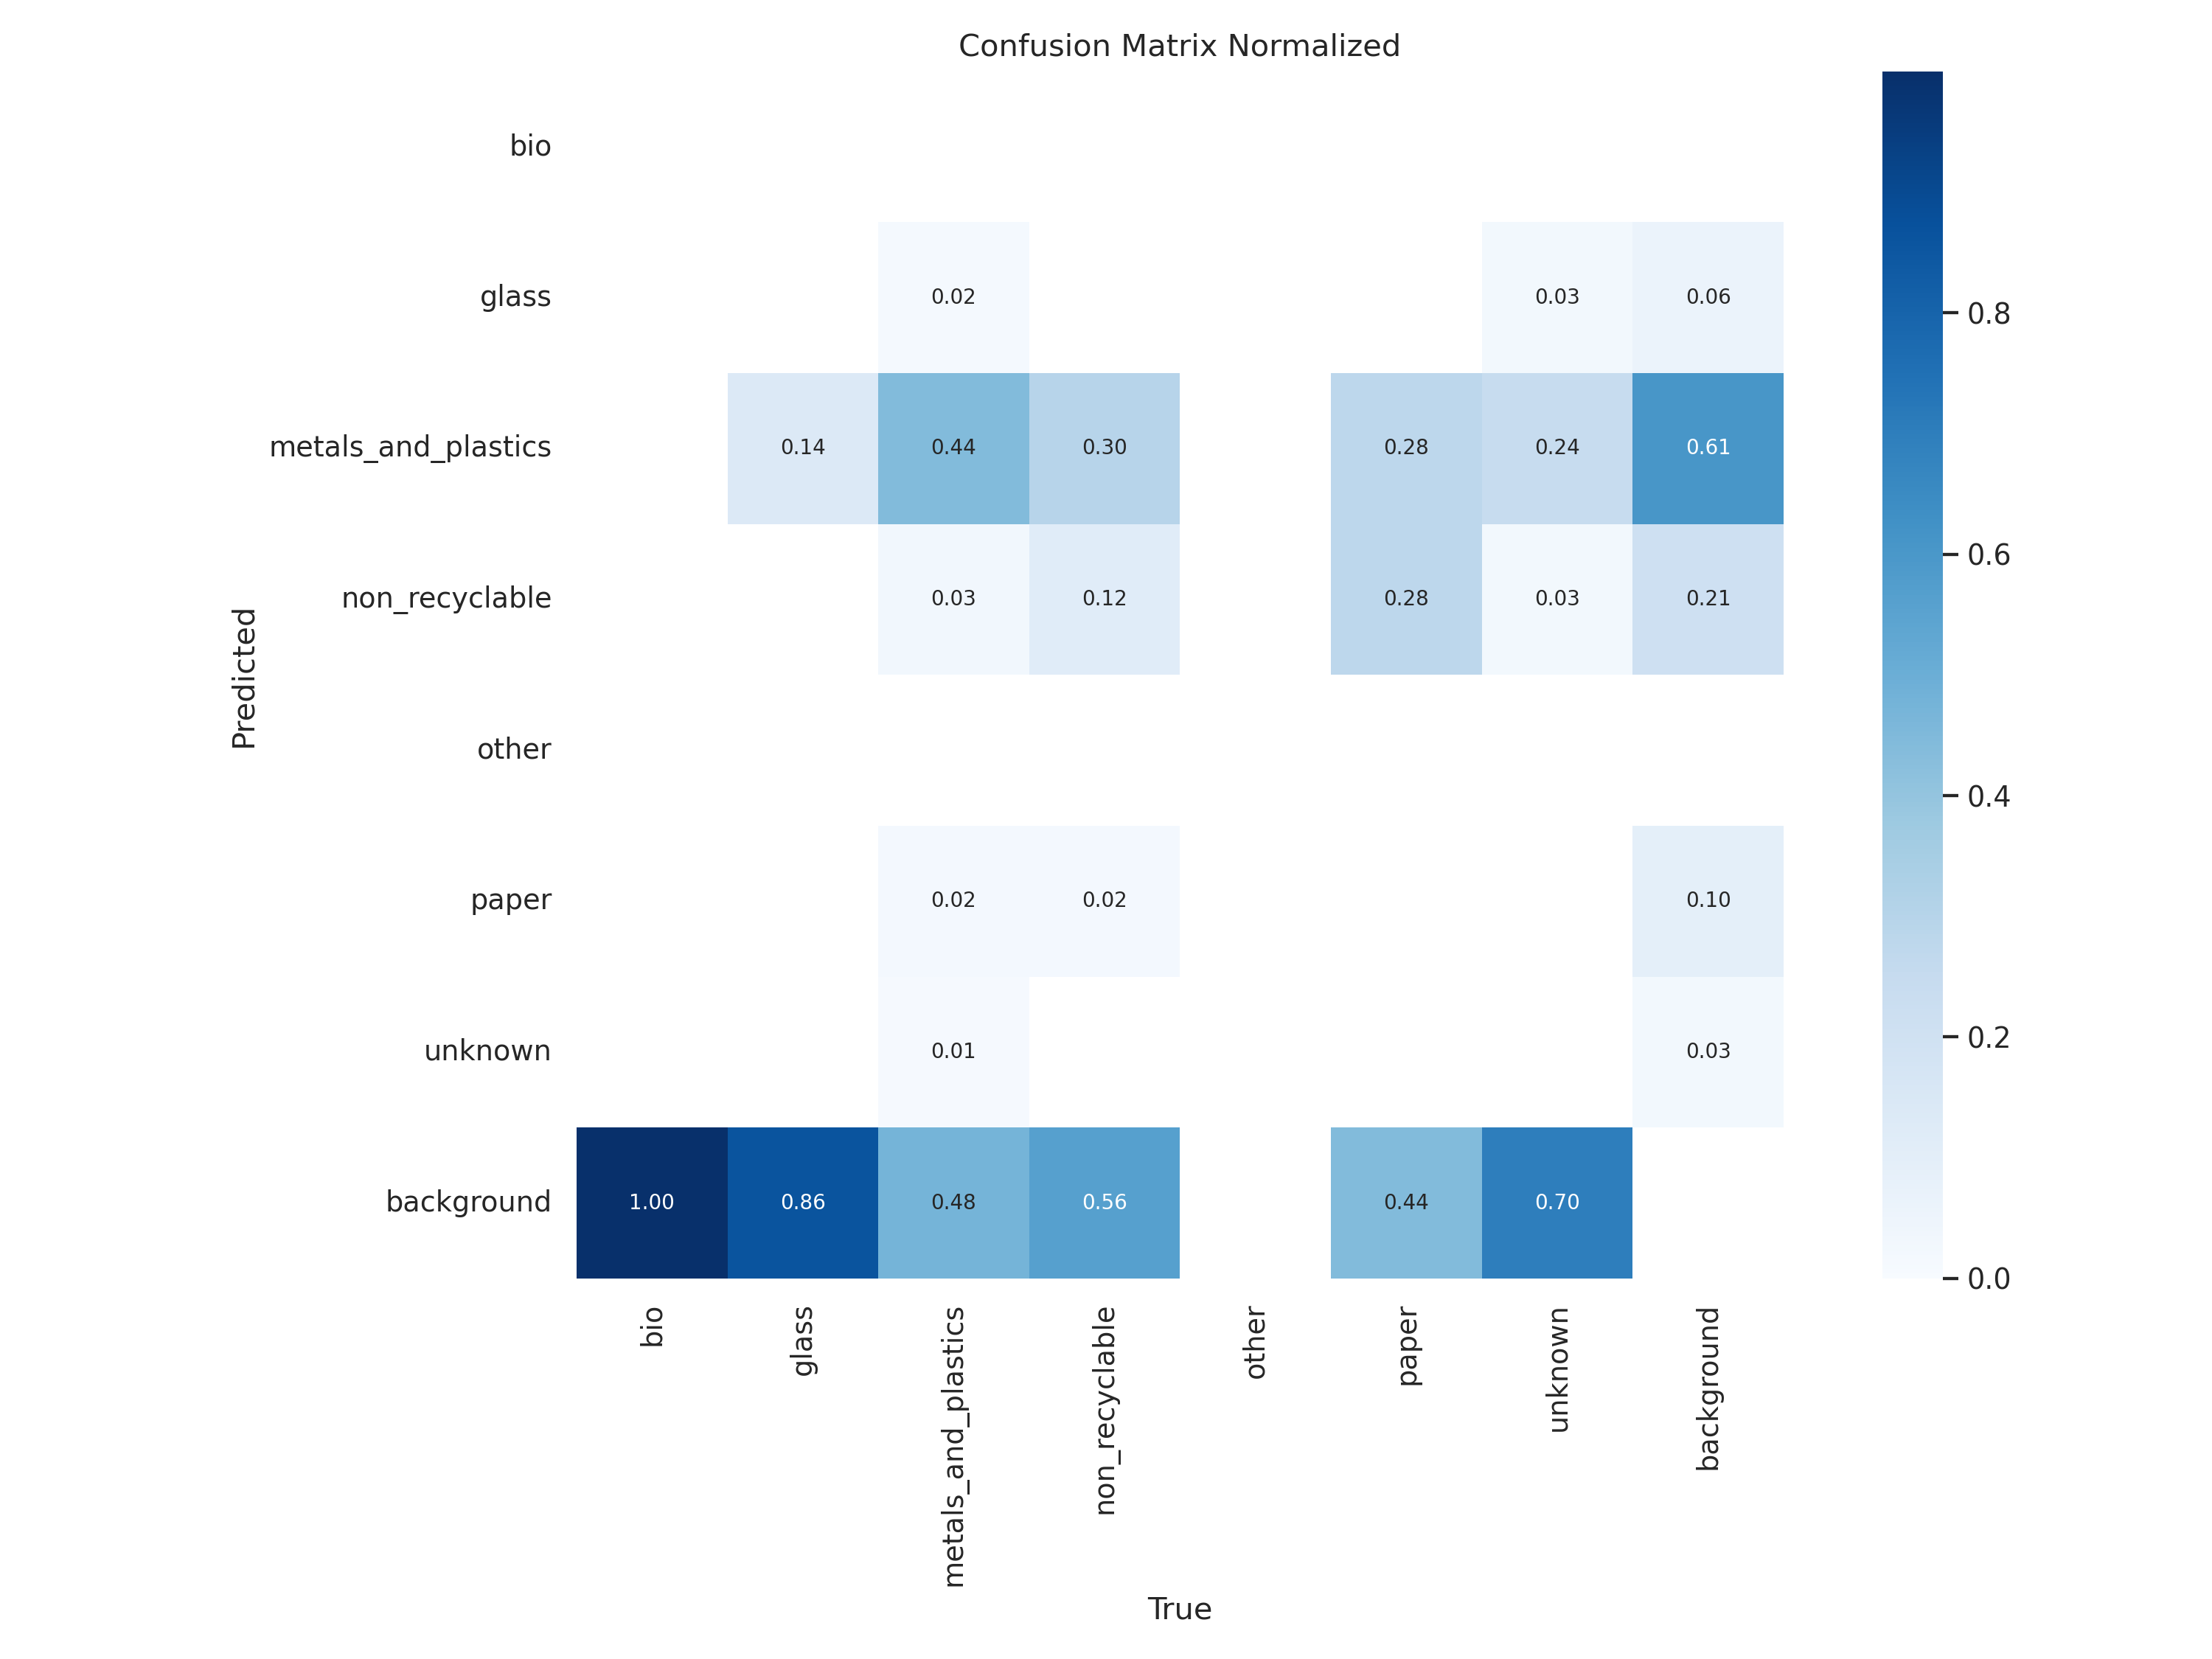 Confusion Matrix Normalized
Predicted
bio
glass 0.02 0.03 0.06
metals_and_plastics 0.14 0.44 0.30 0.28 0.24 0.61
non_recyclable 0.03 0.12 0.28 0.03 0.21
other
paper 0.02 0.02 0.10
unknown 0.01 0.03
background 1.00 0.86 0.48 0.56 0.44 0.70
bio glass metals_and_plastics non_recyclable other paper unknown background
True
0.8
0.6
0.4
0.2
0.0